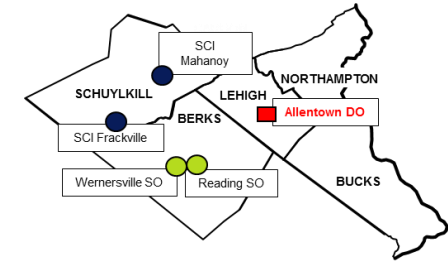 SCI
Mahanoy
NORTHAMPTON
SCHUYLKILL
LEHIGH
Allentown DO
BERKS
SCI Frackville
Wernersville SO
Reading SO
BUCKS